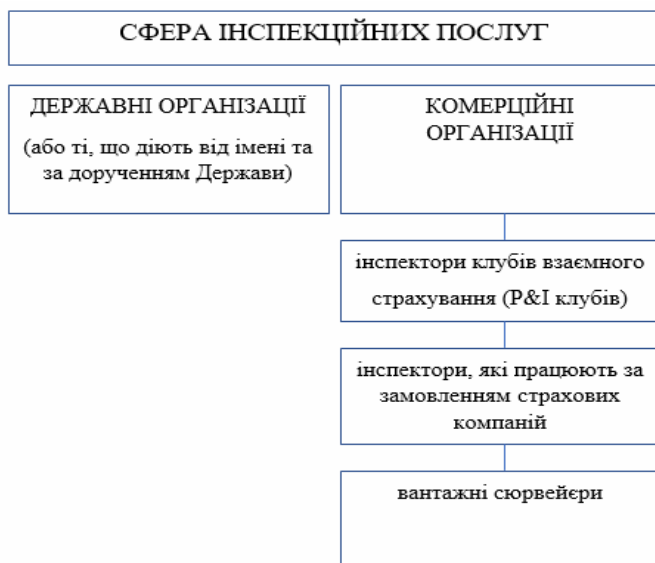 СФЕРА ІНСПЕКЦІЙНИХ ПОСЛУГ
ДЕРЖАВНІ ОРГАНІЗАЦІЇ
(або ті, що діють від імені та
за дорученням Держави)
КОМЕРЦІЙНІ
ОРГАНІЗАЦІЇ
інспектори клубів взаємного
страхування (P&I клубів)
інспектори, які працюють за
замовленням страхових
компаній
вантажні сюрвейєри